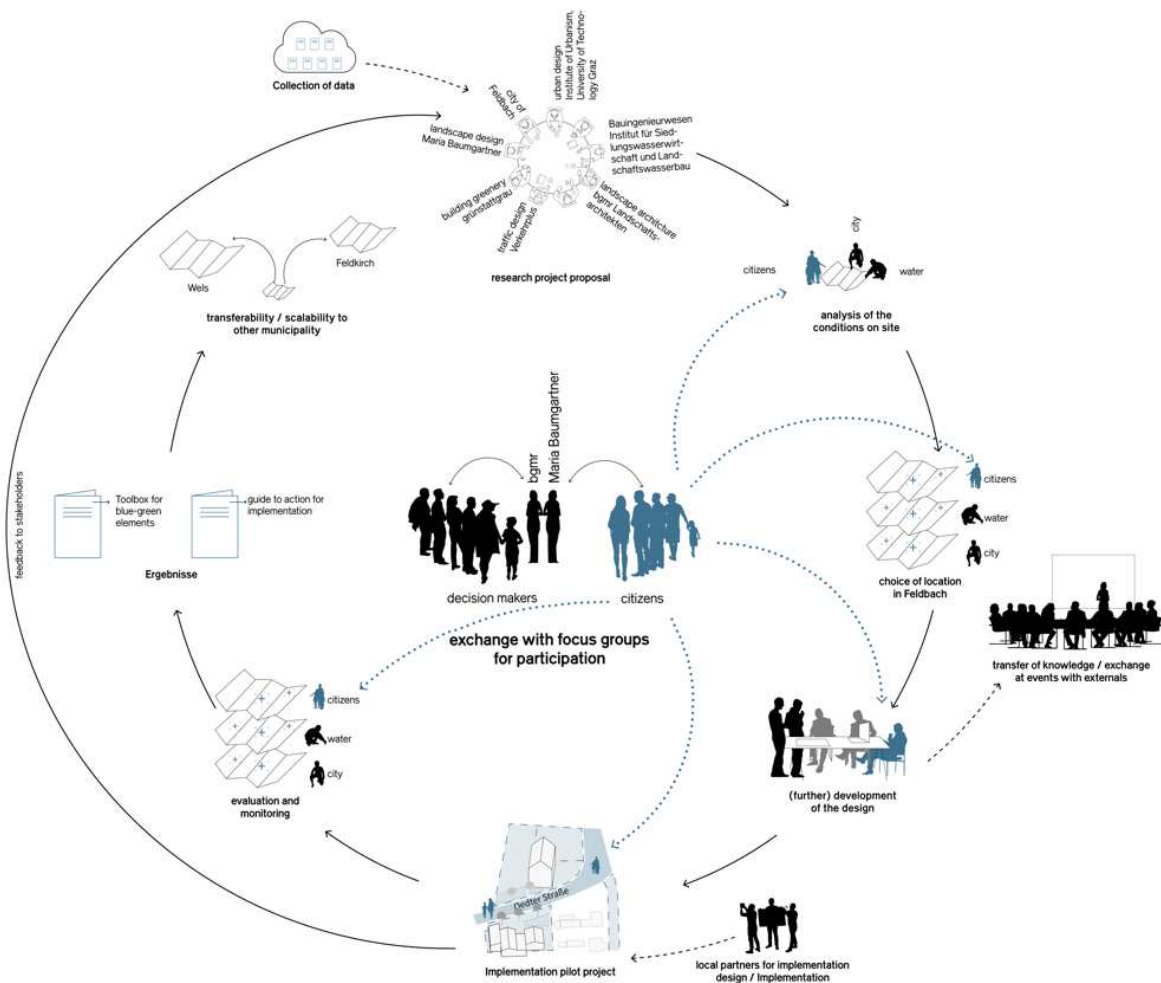 Collection of data
city of
Feldbach
urban design
Institute of Urbanism,
University of Techno-
logy Graz
landscape design
Maria Baumgartner
Bauingenieurwesen
Institut für Sied-
lungswasserwirt-
schaft und Land-
schaftswasserbau
building greenery
grünstattgrau
traffic design
Verkehrplus
landscape architcture
bgmr Landschafts-
architekten
research project proposal
citizens
city
water
analysis of the
conditions on site
Wels
Feldkirch
transferability / scalability to
other municipality
bgmr
Maria Baumgartner
decision makers
citizens
exchange with focus groups
for participation
citizens
water
city
choice of location
in Feldbach
transfer of knowledge / exchange
at events with externals
feedback to stakeholders
Toolbox for
blue-green
elements
guide to action for
implementation
Ergebnisse
citizens
water
city
evaluation and
monitoring
(further) development
of the design
Oedter Straße
Implementation pilot project
local partners for implementation
design / Implementation